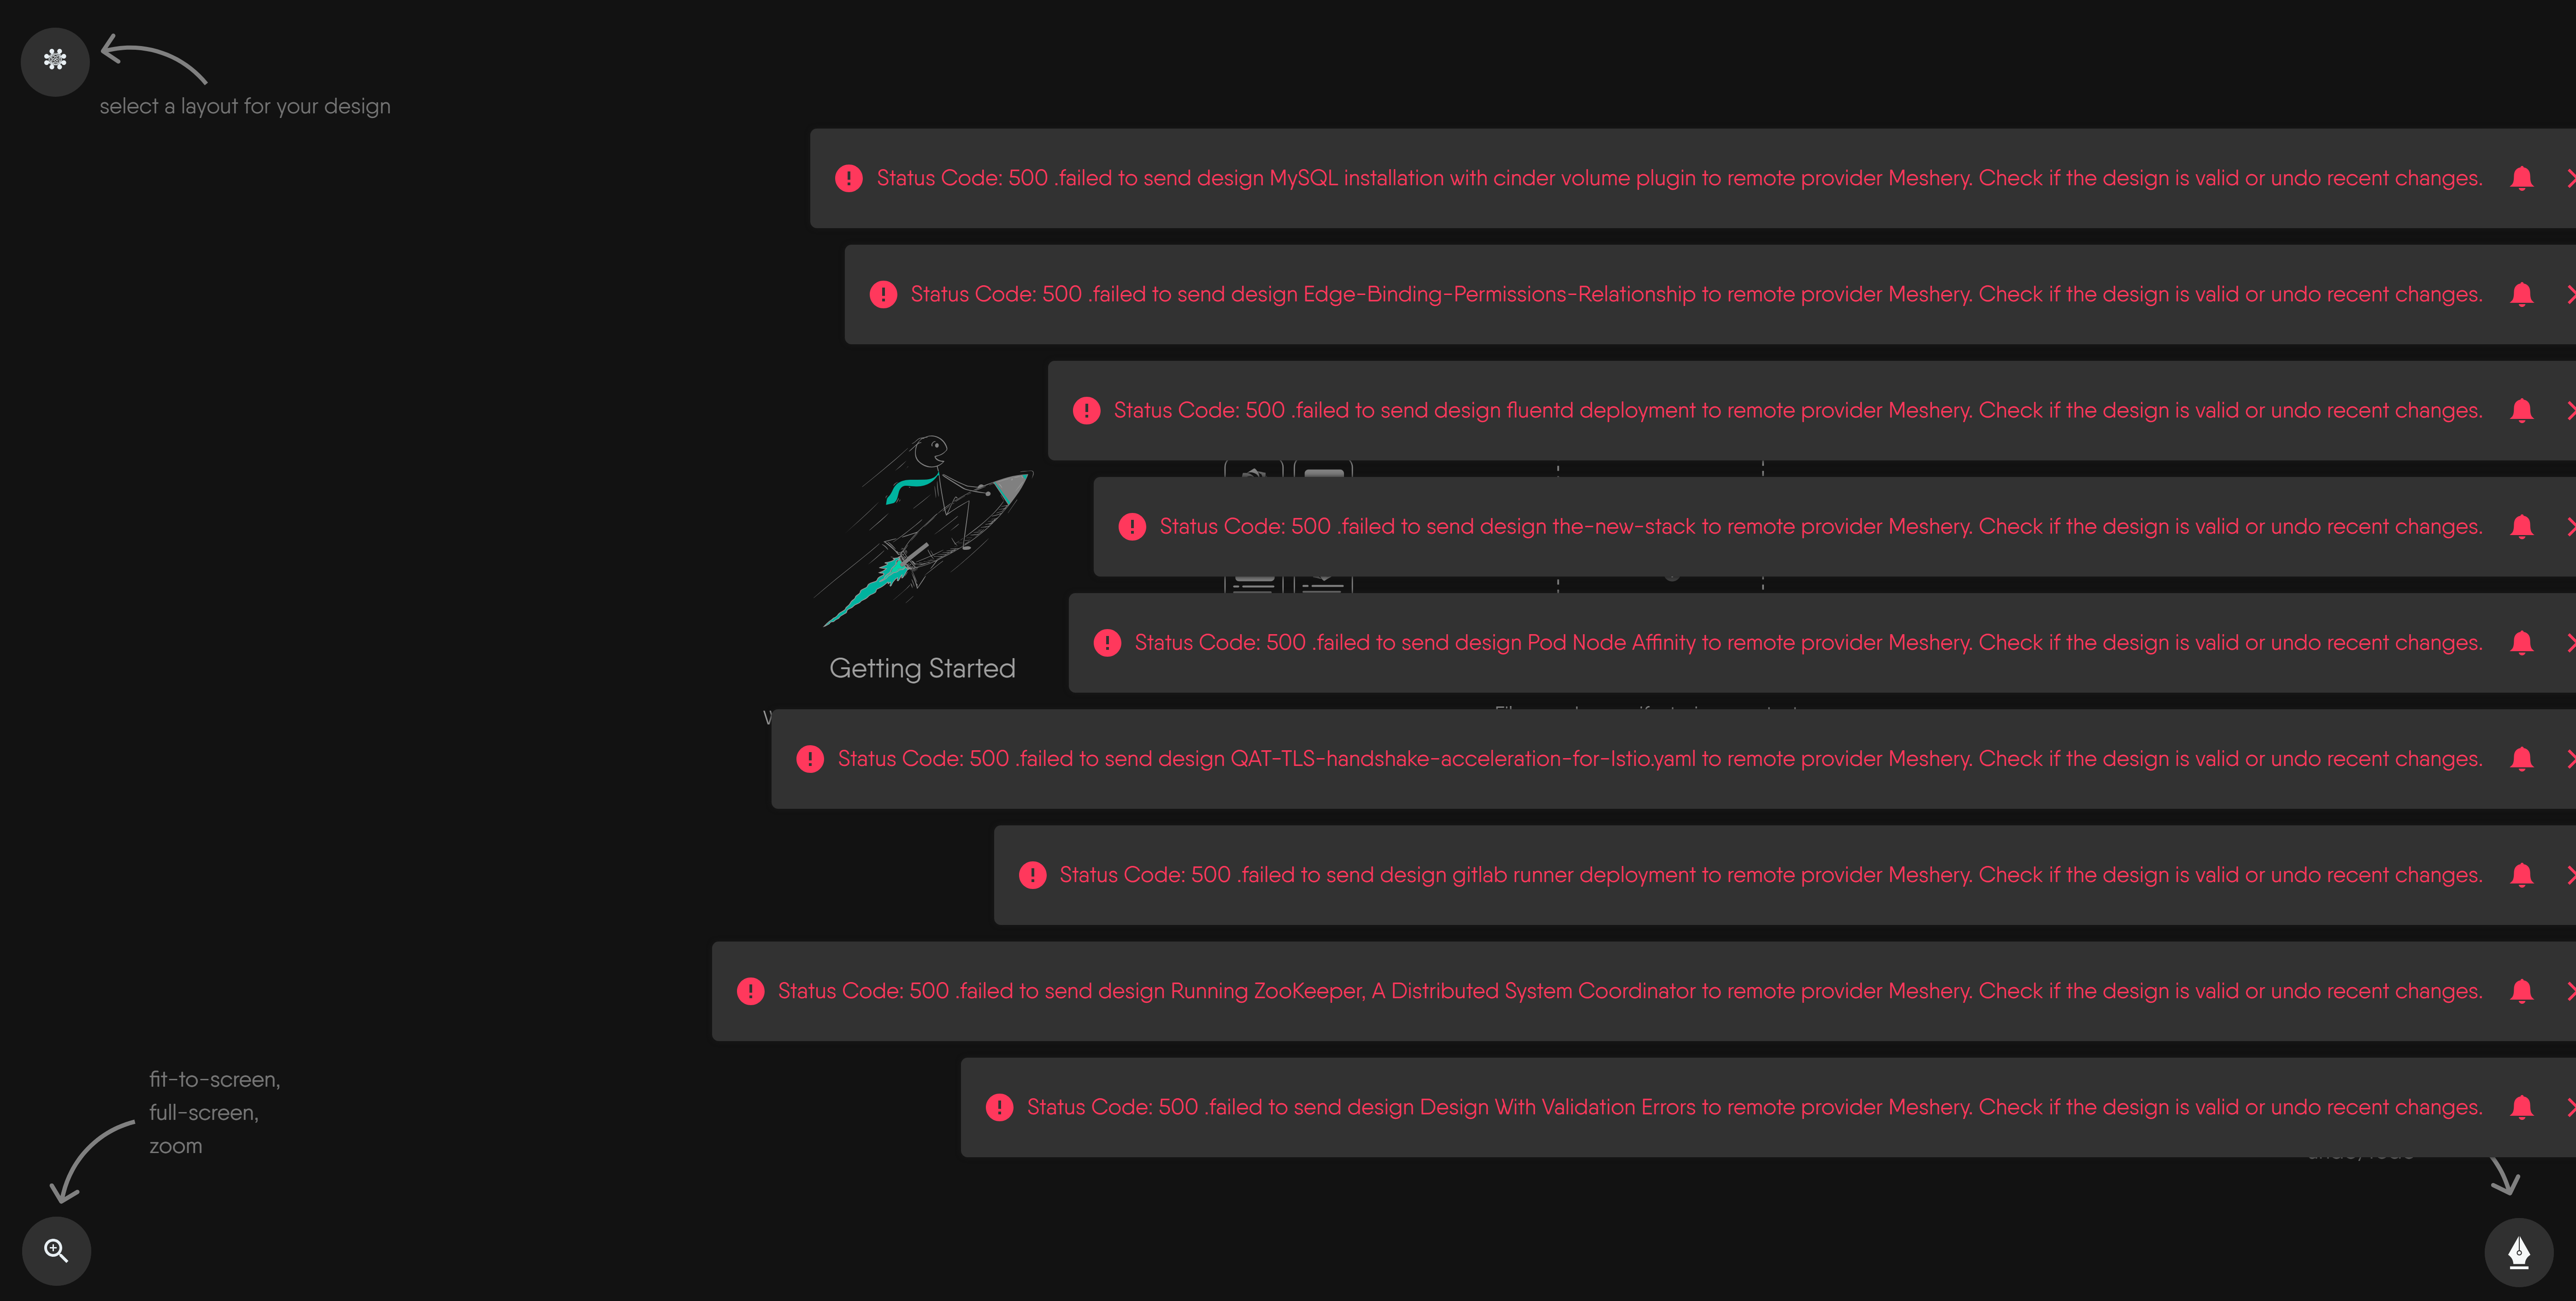 select a layout for your design
Status Code: 500 .failed to send design MySQL installation with cinder volume plugin to remote provider Meshery. Check if the design is valid or undo recent changes.
Status Code: 500 .failed to send design Edge-Binding-Permissions-Relationship to remote provider Meshery. Check if the design is valid or undo recent changes.
Status Code: 500 .failed to send design fluentd deployment to remote provider Meshery. Check if the design is valid or undo recent changes.
Status Code: 500 .failed to send design the-new-stack to remote provider Meshery. Check if the design is valid or undo recent changes.
Status Code: 500 .failed to send design Pod Node Affinity to remote provider Meshery. Check if the design is valid or undo recent changes.
Getting Started
Status Code: 500 .failed to send design QAT-TLS-handshake-acceleration-for-Istio.yaml to remote provider Meshery. Check if the design is valid or undo recent changes.
Status Code: 500 .failed to send design gitlab runner deployment to remote provider Meshery. Check if the design is valid or undo recent changes.
Status Code: 500 .failed to send design Running ZooKeeper, A Distributed System Coordinator to remote provider Meshery. Check if the design is valid or undo recent changes.
Status Code: 500 .failed to send design Design With Validation Errors to remote provider Meshery. Check if the design is valid or undo recent changes.
fit-to-screen,
full-screen,
zoom